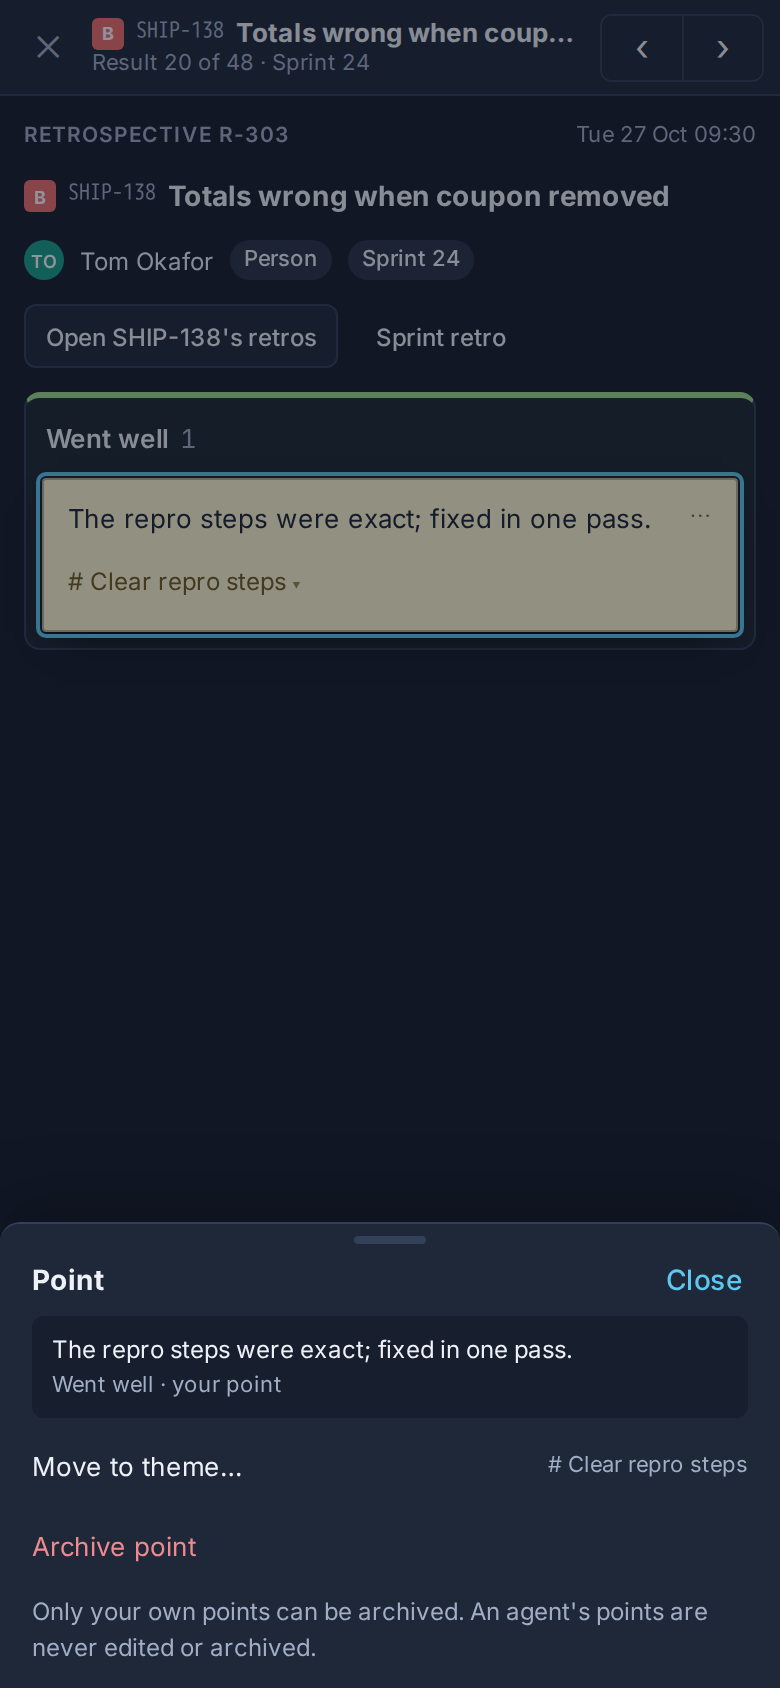 B SHIP-138 Totals wrong when coup...
Result 20 of 48 · Sprint 24
RETROSPECTIVE R-303
Tue 27 Oct 09:30
B SHIP-138 Totals wrong when coupon removed
TO Tom Okafor Person Sprint 24
Open SHIP-138's retros Sprint retro
Went well 1
The repro steps were exact; fixed in one pass. ...
# Clear repro steps ▾
Point
Close
The repro steps were exact; fixed in one pass.
Went well · your point
Move to theme... # Clear repro steps
Archive point
Only your own points can be archived. An agent's points are
never edited or archived.